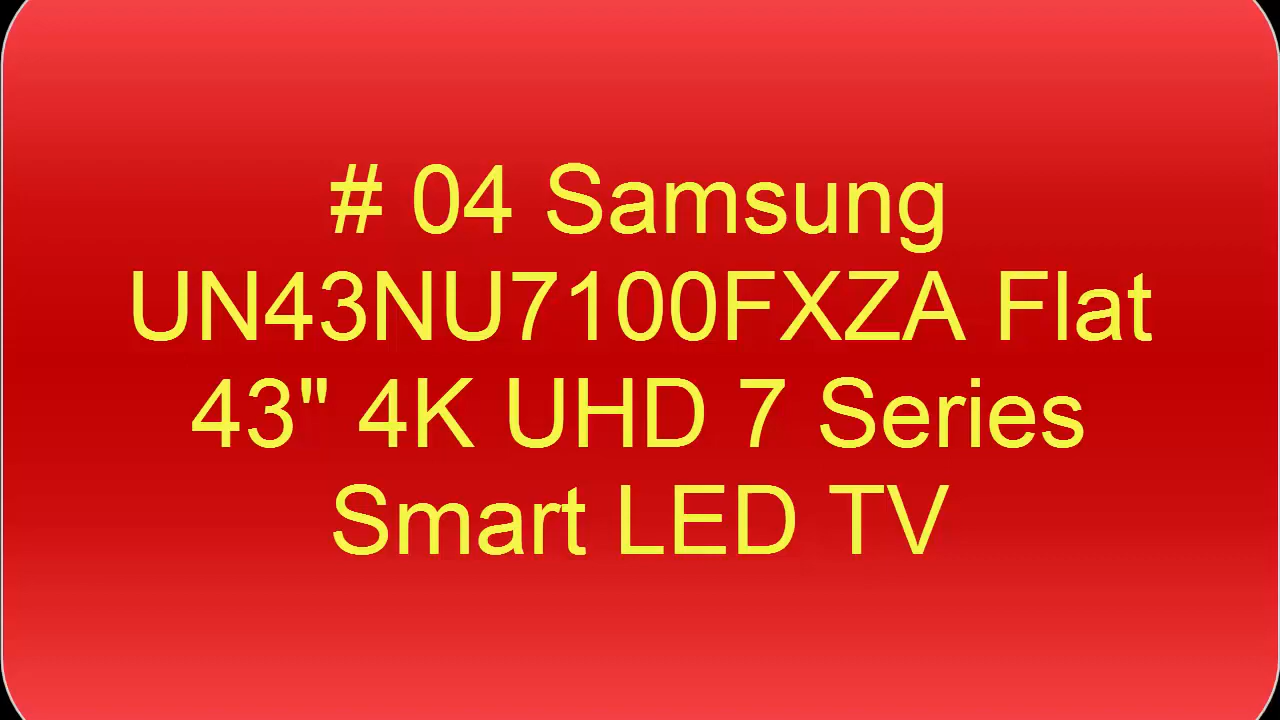 # 04 Samsung
UN43NU7100FXZA Flat
43" 4K UHD 7 Series
Smart LED TV